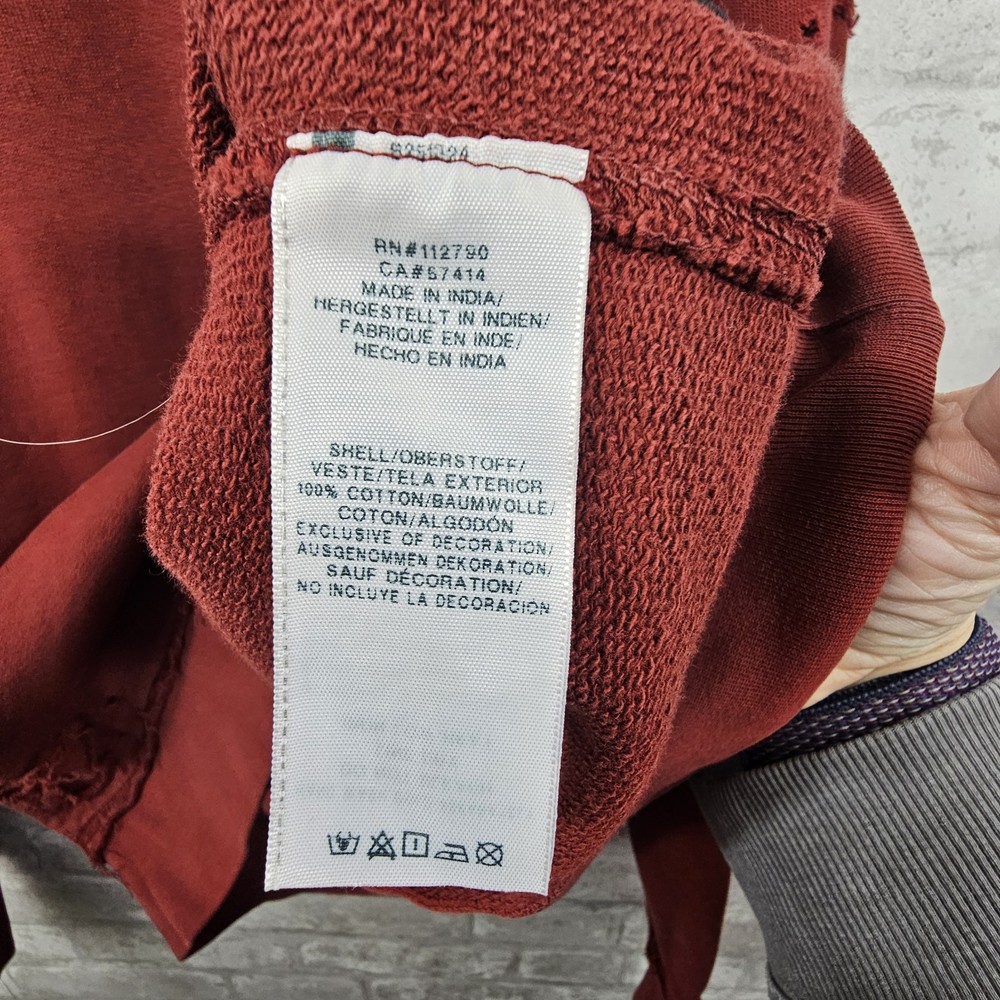 RN#112790
CA#57414
MADE IN INDIA/
HERGESTELLT IN INDIEN/
FABRIQUÉ EN INDE/
HECHO EN INDIA
SHELL/OBERSTOFF/
VESTE/TELA EXTERIOR
100% COTTON/BAUMWOLLE/
COTON/ALGODÓN
EXCLUSIVE OF DECORATION/
AUSGENOMMEN DEKORATION/
SAUF DÉCORATION/
NO INCLUYE LA DECORACION